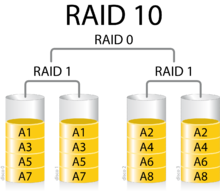 RAID 10
RAID 0
RAID 1 RAID 1
A1 A1 A2 A2
A3 A3 A4 A4
A5 A5 A6 A6
A7 A7 A8 A8